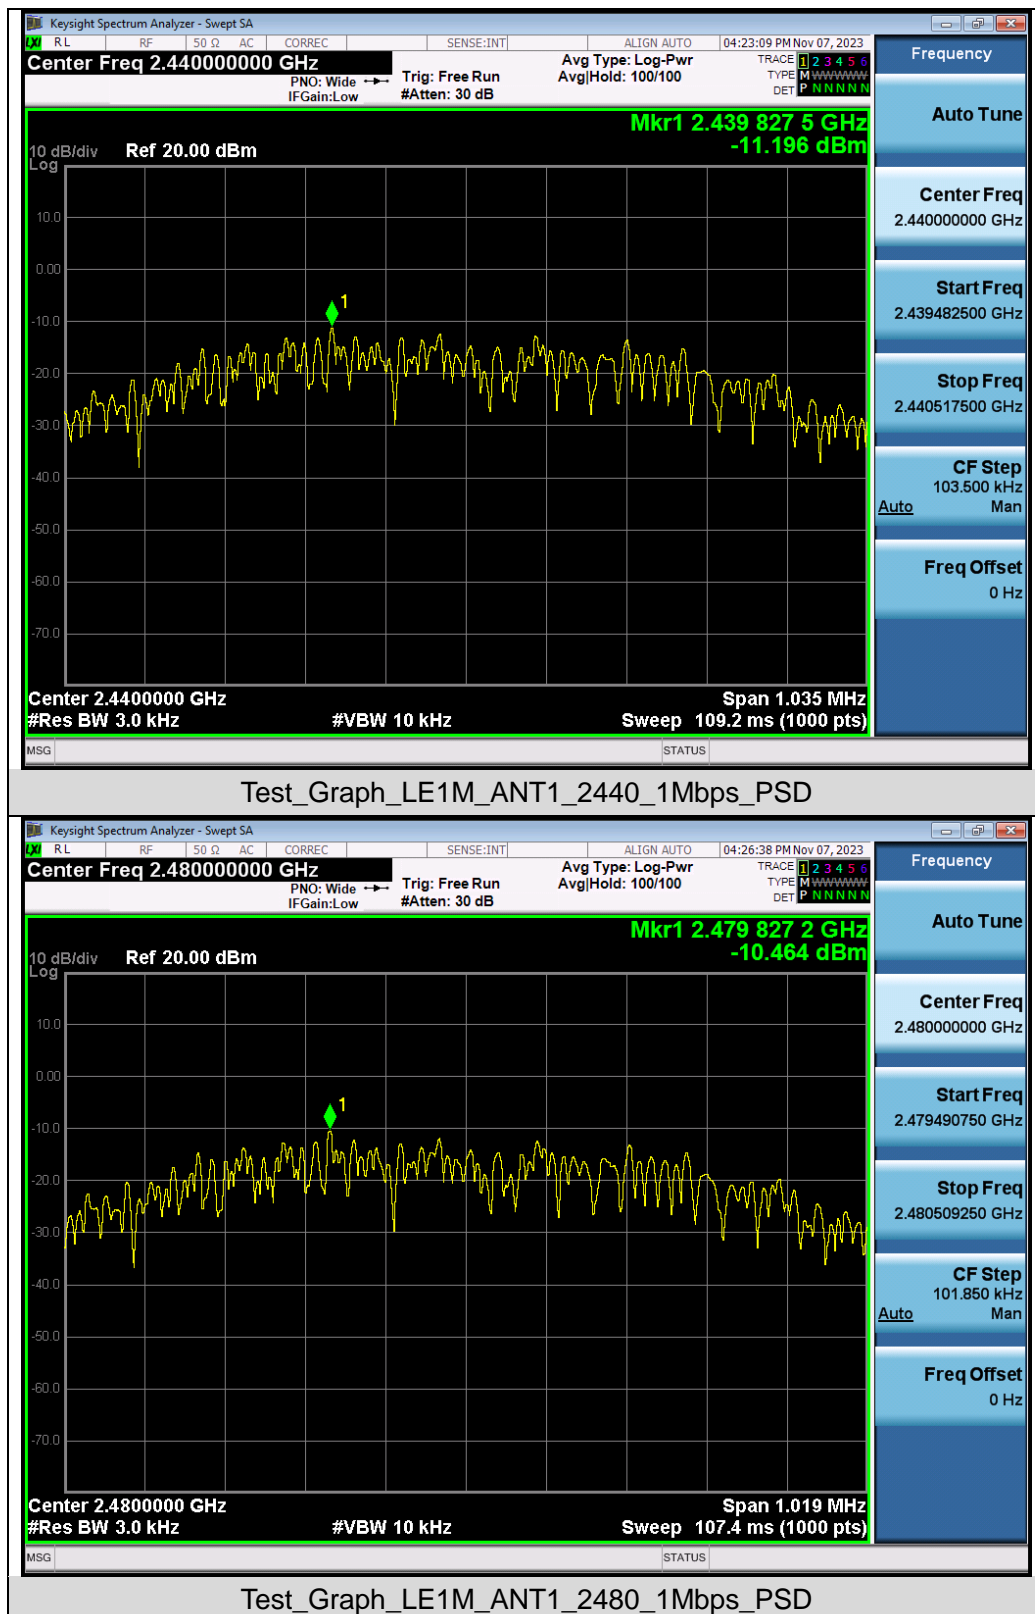 Keysight Spectrum Analyzer - Swept SA
LXI RL RF 50 Ω AC CORREC SENSE:INT ALIGN AUTO 04:23:09 PM Nov 07, 2023
Center Freq 2.440000000 GHz
PNO: Wide
IFGain:Low
Trig: Free Run
#Atten: 30 dB
Avg Type: Log-Pwr
Avg|Hold: 100/100
TRACE 1 2 3 4 5 6
TYPE M WWWWW
DET P N N N N N
Frequency
Mkr1 2.439 827 5 GHz
-11.196 dBm
10 dB/div Ref 20.00 dBm
Log
10.0
0.00
-10.0
-20.0
-30.0
-40.0
-50.0
-60.0
-70.0
1
Center 2.4400000 GHz Span 1.035 MHz
#Res BW 3.0 kHz #VBW 10 kHz Sweep 109.2 ms (1000 pts)
MSG STATUS
Auto Tune
Center Freq
2.440000000 GHz
Start Freq
2.439482500 GHz
Stop Freq
2.440517500 GHz
CF Step
103.500 kHz
Auto Man
Freq Offset
0 Hz
Test_Graph_LE1M_ANT1_2440_1Mbps_PSD
Keysight Spectrum Analyzer - Swept SA
LXI RL RF 50 Ω AC CORREC SENSE:INT ALIGN AUTO 04:26:38 PM Nov 07, 2023
Center Freq 2.480000000 GHz
PNO: Wide
IFGain:Low
Trig: Free Run
#Atten: 30 dB
Avg Type: Log-Pwr
Avg|Hold: 100/100
TRACE 1 2 3 4 5 6
TYPE M WWWWW
DET P N N N N N
Frequency
Mkr1 2.479 827 2 GHz
-10.464 dBm
10 dB/div Ref 20.00 dBm
Log
10.0
0.00
-10.0
-20.0
-30.0
-40.0
-50.0
-60.0
-70.0
1
Center 2.4800000 GHz Span 1.019 MHz
#Res BW 3.0 kHz #VBW 10 kHz Sweep 107.4 ms (1000 pts)
MSG STATUS
Auto Tune
Center Freq
2.480000000 GHz
Start Freq
2.479490750 GHz
Stop Freq
2.480509250 GHz
CF Step
101.850 kHz
Auto Man
Freq Offset
0 Hz
Test_Graph_LE1M_ANT1_2480_1Mbps_PSD